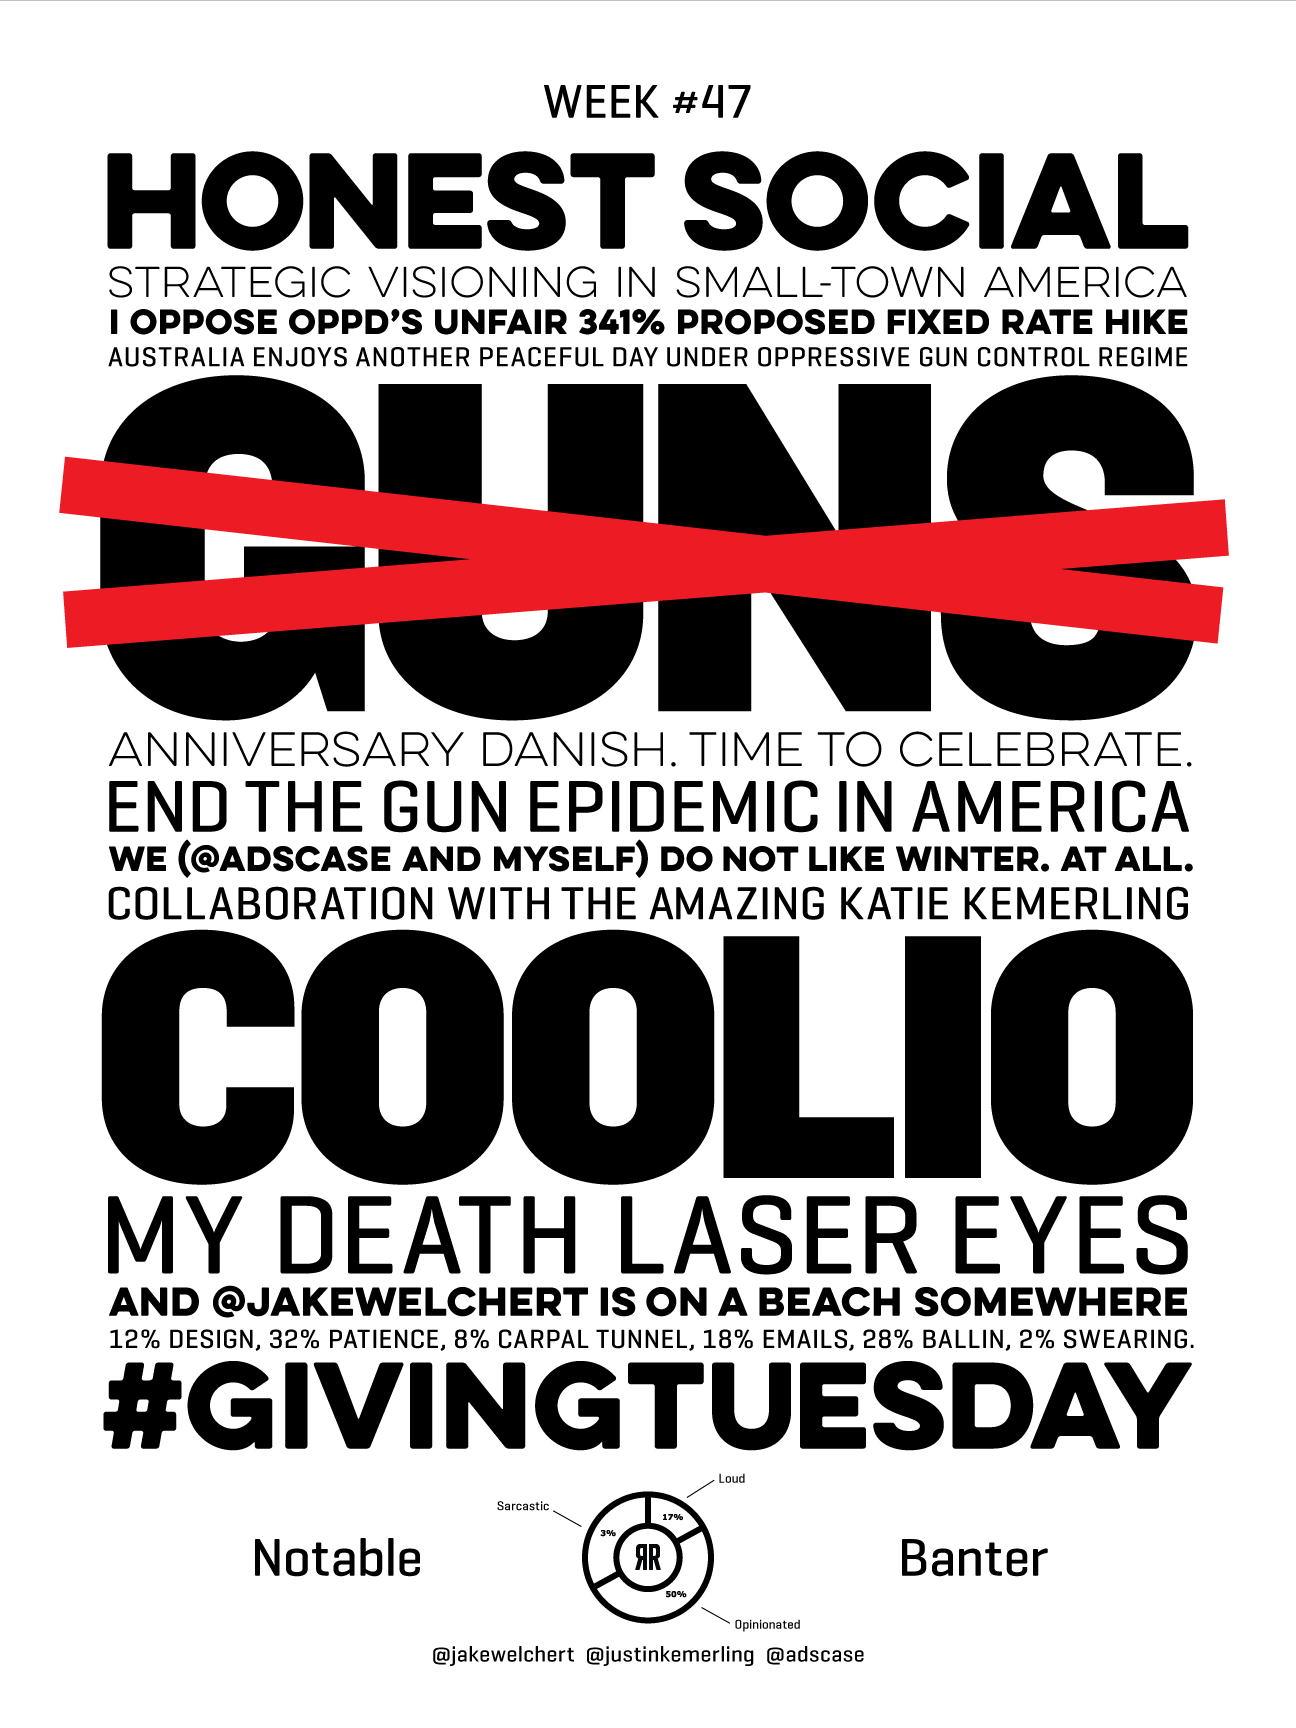 WEEK #47
HONEST SOCIAL
STRATEGIC VISIONING IN SMALL-TOWN AMERICA
I OPPOSE OPPD'S UNFAIR 341% PROPOSED FIXED RATE HIKE
AUSTRALIA ENJOYS ANOTHER PEACEFUL DAY UNDER OPPRESSIVE GUN CONTROL REGIME
GUNS
ANNIVERSARY DANISH. TIME TO CELEBRATE.
END THE GUN EPIDEMIC IN AMERICA
WE (@ADSCASE AND MYSELF) DO NOT LIKE WINTER. AT ALL.
COLLABORATION WITH THE AMAZING KATIE KEMERLING
COOLIO
MY DEATH LASER EYES
AND @JAKEWELCHERT IS ON A BEACH SOMEWHERE
12% DESIGN, 32% PATIENCE, 8% CARPAL TUNNEL, 18% EMAILS, 28% BALLIN, 2% SWEARING.
#GIVINGTUESDAY
Loud
Sarcastic
17%
3%
Notable
RR
Banter
50%
Opinionated
@jakewelchert @justinkemerling @adscase